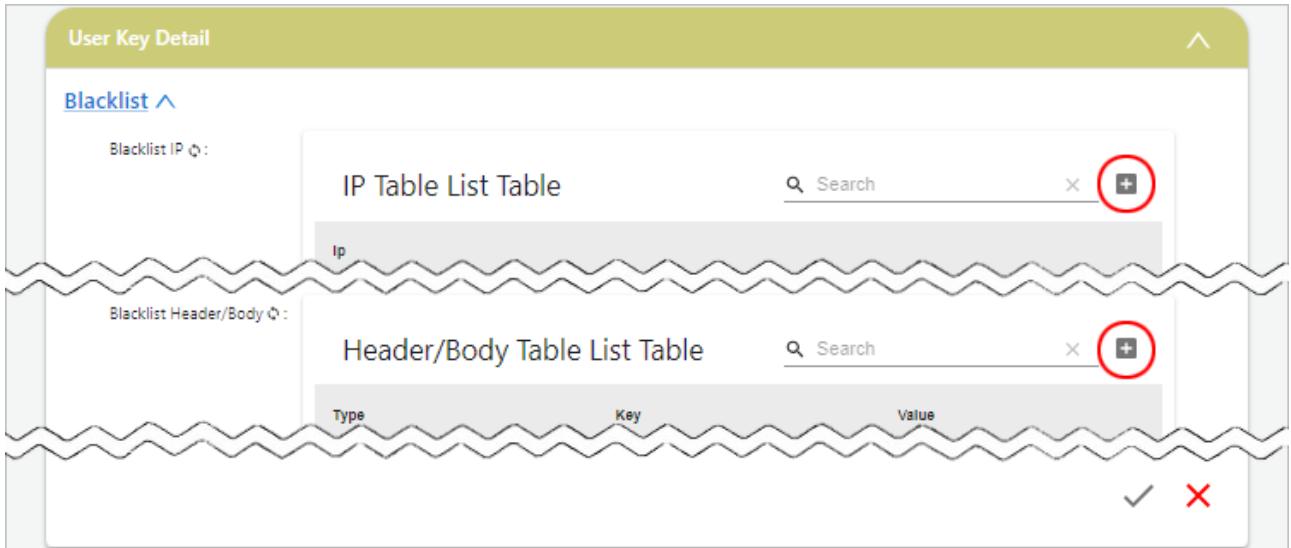 User Key Detail
Blacklist
Blacklist IP :
IP Table List Table
Search
Ip
Blacklist Header/Body :
Header/Body Table List Table
Search
Type Key Value